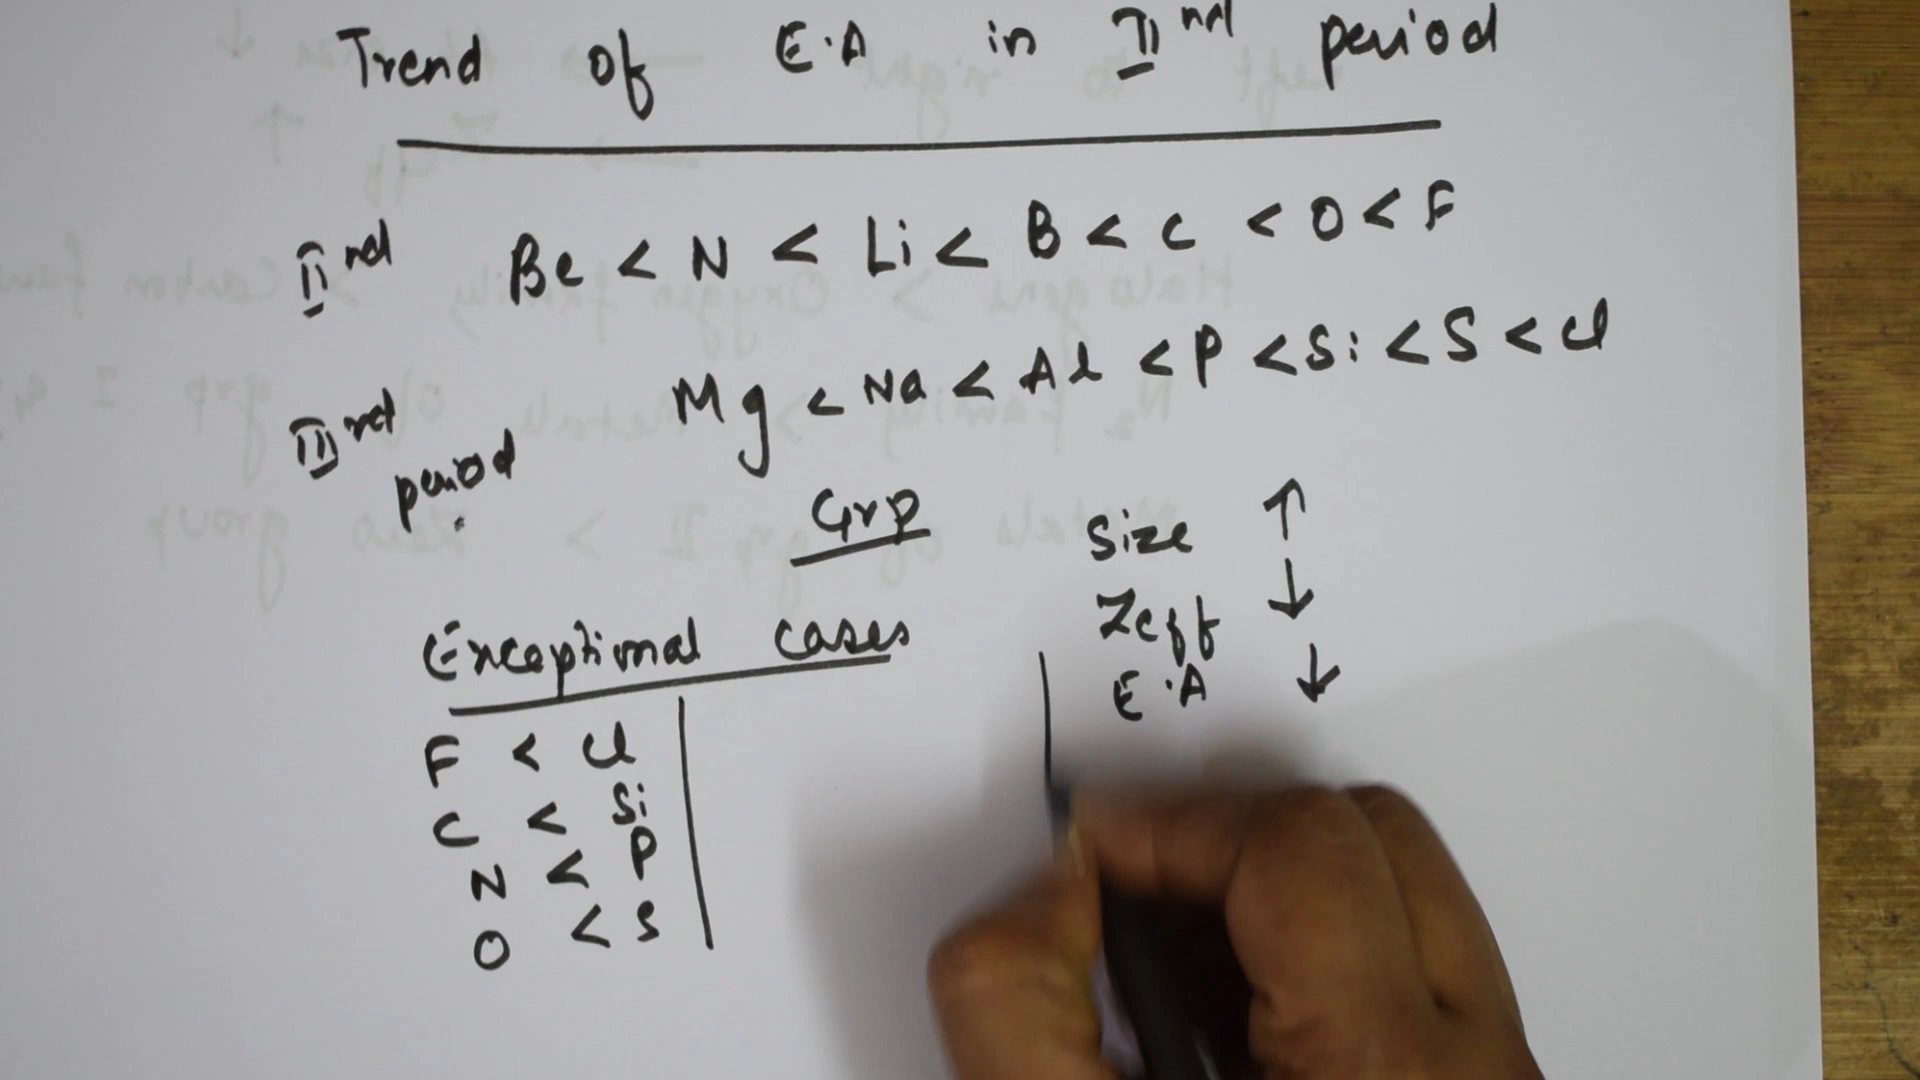 Trend of E.A in IInd period
IInd Be < N < Li < B < C < O < F
IIIrd period Mg < Na < Al < P < Si < S < Cl
Grp
Size ↑
Zeff ↓
E.A ↓
Exceptional cases
F < Cl
C < Si
N < P
O < S